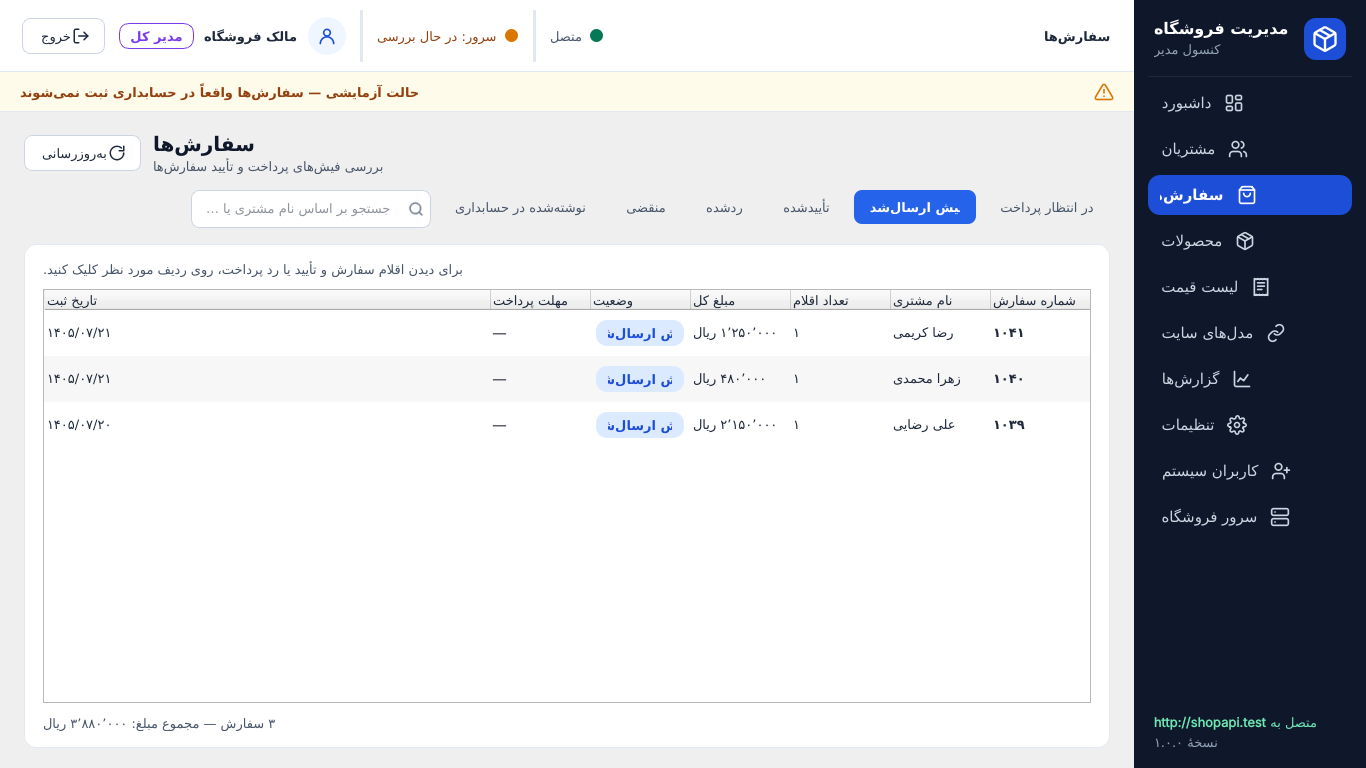 مدیریت فروشگاه
کنسول مدیر
داشبورد
مشتریان
سفارش‌
محصولات
لیست قیمت
مدل‌های سایت
گزارش‌ها
تنظیمات
کاربران سیستم
سرور فروشگاه
متصل به http://shopapi.test
نسخهٔ ۱.۰.۰
سفارش‌ها
متصل
سرور: در حال بررسی
مالک فروشگاه
مدیر کل
خروج
حالت آزمایشی — سفارش‌ها واقعاً در حسابداری ثبت نمی‌شوند
سفارش‌ها
بررسی فیش‌های پرداخت و تأیید سفارش‌ها
به‌روزرسانی
در انتظار پرداخت
یش ارسال‌شد
تأییدشده
ردشده
منقضی
نوشته‌شده در حسابداری
جستجو بر اساس نام مشتری یا ...
برای دیدن اقلام سفارش و تأیید یا رد پرداخت، روی ردیف مورد نظر کلیک کنید.
شماره سفارش نام مشتری تعداد اقلام مبلغ کل وضعیت مهلت پرداخت تاریخ ثبت
۱۰۴۱ رضا کریمی ۱ ۱٬۲۵۰٬۰۰۰ ریال ش ارسال‌ش — ۱۴۰۵/۰۷/۲۱
۱۰۴۰ زهرا محمدی ۱ ۴۸۰٬۰۰۰ ریال ش ارسال‌ش — ۱۴۰۵/۰۷/۲۱
۱۰۳۹ علی رضایی ۱ ۲٬۱۵۰٬۰۰۰ ریال ش ارسال‌ش — ۱۴۰۵/۰۷/۲۰
۳ سفارش — مجموع مبلغ: ۳٬۸۸۰٬۰۰۰ ریال